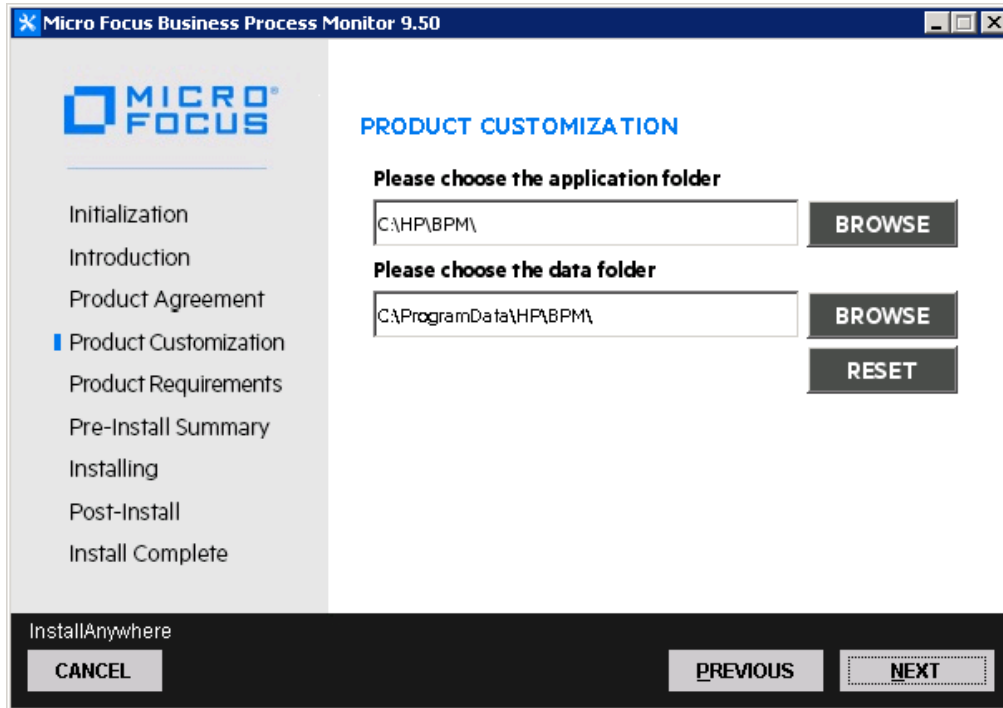 Micro Focus Business Process Monitor 9.50
MICRO®
FOCUS
Initialization
Introduction
Product Agreement
Product Customization
Product Requirements
Pre-Install Summary
Installing
Post-Install
Install Complete
PRODUCT CUSTOMIZATION
Please choose the application folder
C:\HP\BPM\
BROWSE
Please choose the data folder
C:\ProgramData\HP\BPM\
BROWSE
RESET
InstallAnywhere
CANCEL
PREVIOUS
NEXT